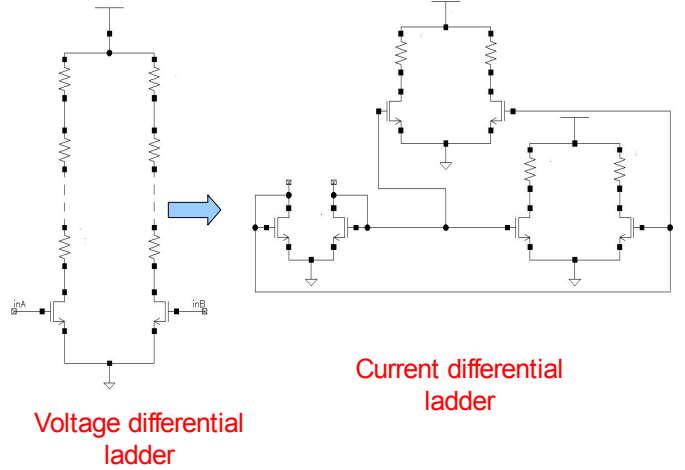 inA
inB
Voltage differential
ladder
Current differential
ladder